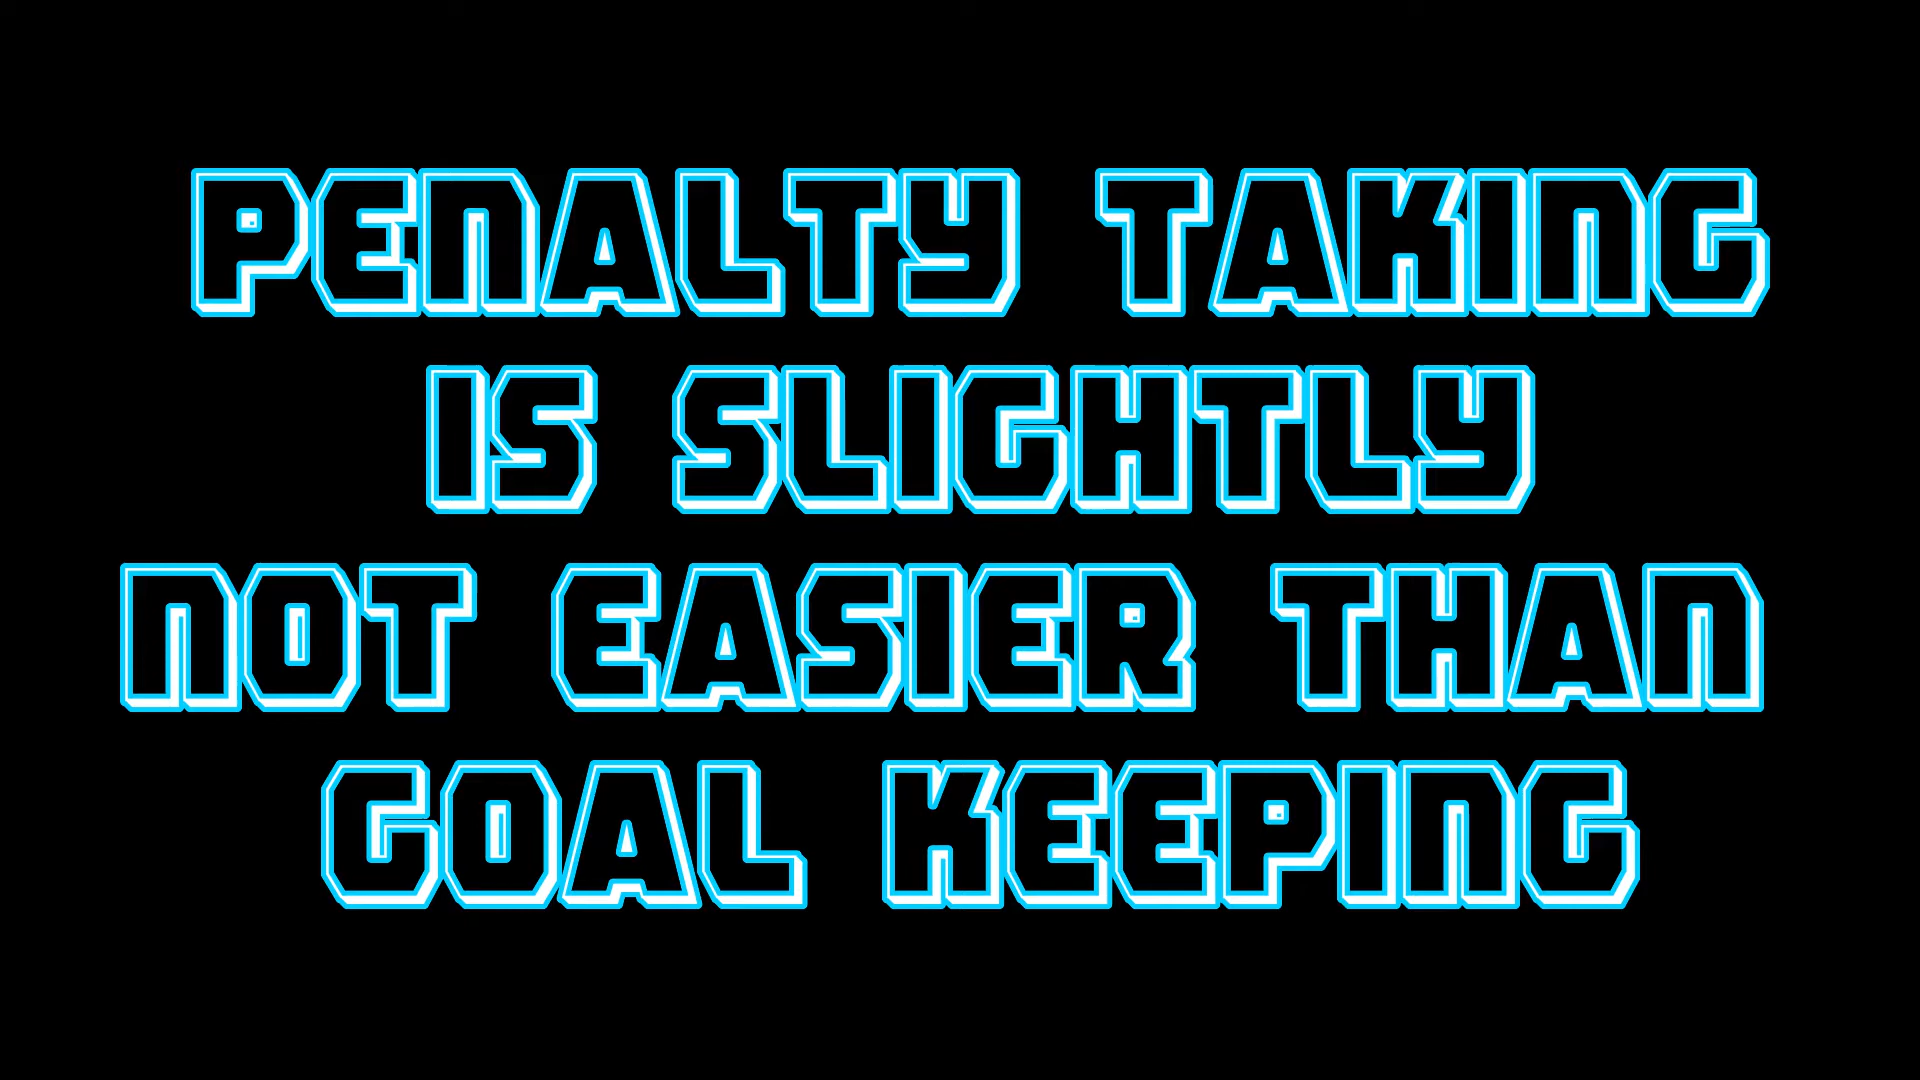 PENALTY TAKING
IS SLIGHTLY
NOT EASIER THAN
GOAL KEEPING